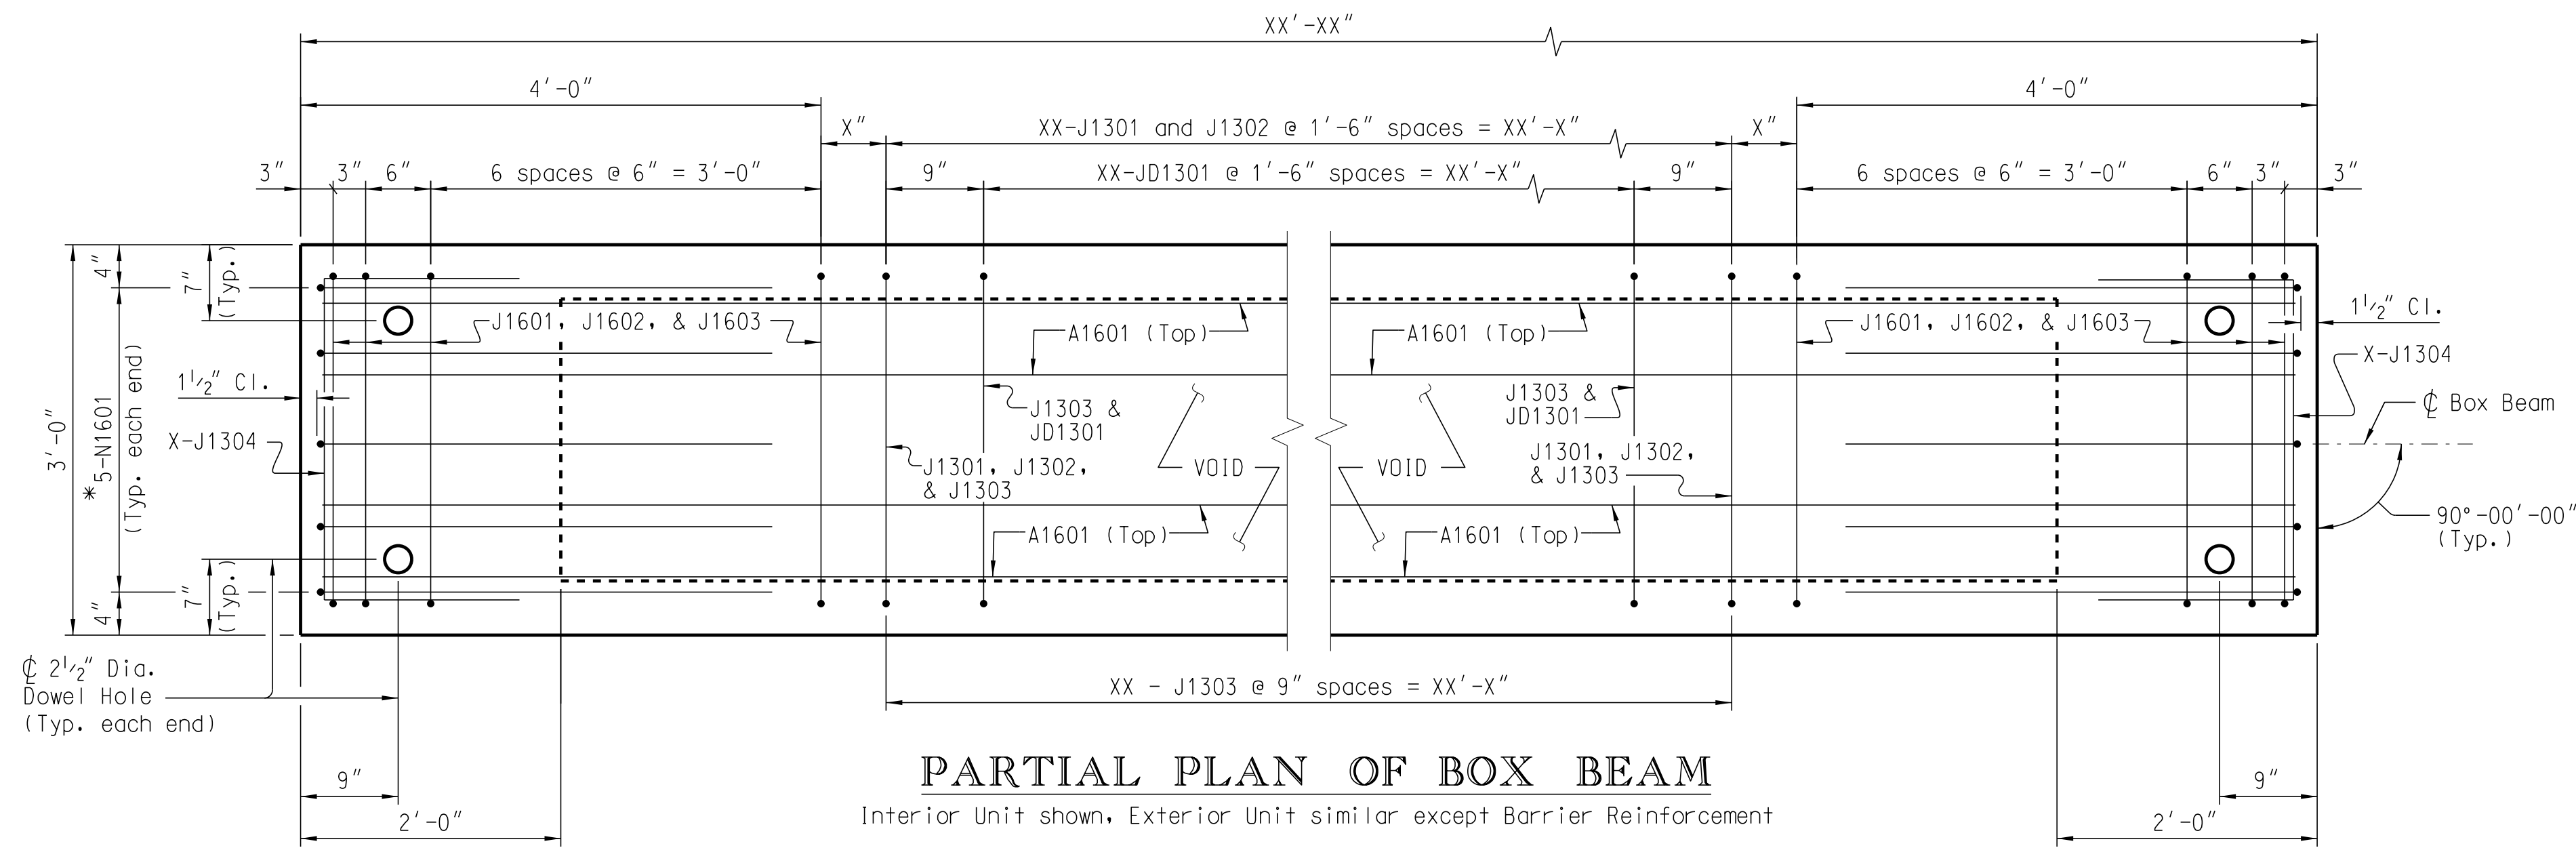 XX'-XX"
4'-0"
4'-0"
X"
XX-J1301 and J1302 @ 1'-6" spaces = XX'-X"
X"
3"
3"
6"
6 spaces @ 6" = 3'-0"
9"
XX-JD1301 @ 1'-6" spaces = XX'-X"
9"
6 spaces @ 6" = 3'-0"
6"
3"
3"
4"
7"
(Typ.)
J1601, J1602, & J1603
A1601 (Top)
A1601 (Top)
J1601, J1602, & J1603
1½" Cl.
X-J1304
1½" Cl.
3'-0"
*5-N1601
(Typ. each end)
X-J1304
J1303 &
JD1301
J1303 &
JD1301
℄ Box Beam
J1301, J1302,
& J1303
VOID
VOID
J1301, J1302,
& J1303
A1601 (Top)
A1601 (Top)
90°-00'-00"
(Typ.)
4"
7"
(Typ.)
℄ 2½" Dia.
Dowel Hole
(Typ. each end)
XX - J1303 @ 9" spaces = XX'-X"
9"
2'-0"
9"
2'-0"
PARTIAL PLAN OF BOX BEAM
Interior Unit shown, Exterior Unit similar except Barrier Reinforcement